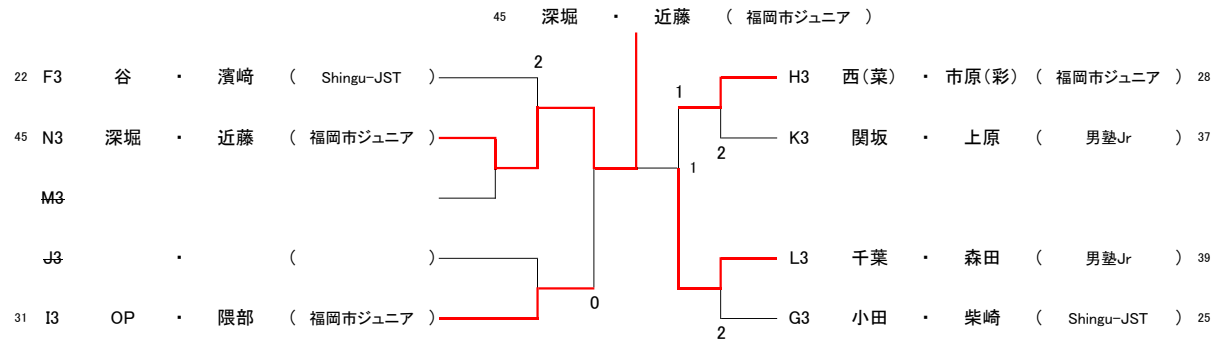 45 深堀 ・ 近藤 ( 福岡市ジュニア )
2
22 F3 谷 ・ 濱﨑 ( Shingu-JST )
1
H3 西(菜) ・ 市原(彩) ( 福岡市ジュニア ) 28
45 N3 深堀 ・ 近藤 ( 福岡市ジュニア )
2
K3 関坂 ・ 上原 ( 男塾Jr ) 37
1
M3
J3 ・ ( )
L3 千葉 ・ 森田 ( 男塾Jr ) 39
0
31 I3 OP ・ 隈部 ( 福岡市ジュニア )
2
G3 小田 ・ 柴崎 ( Shingu-JST ) 25